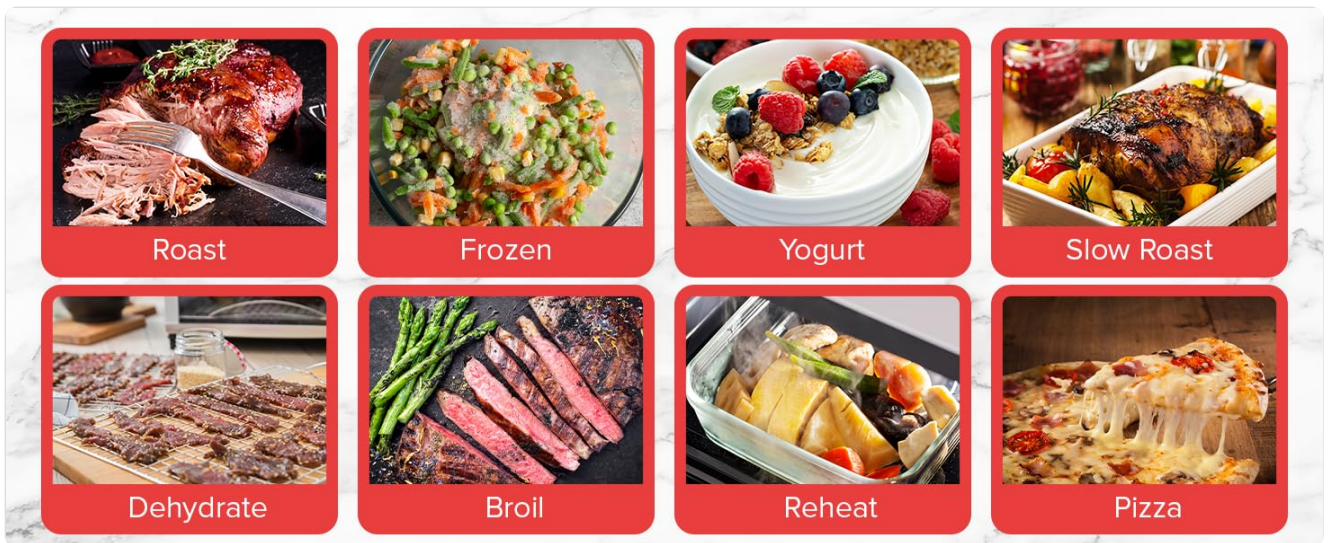 Roast
Frozen
Yogurt
Slow Roast
Dehydrate
Broil
Reheat
Pizza